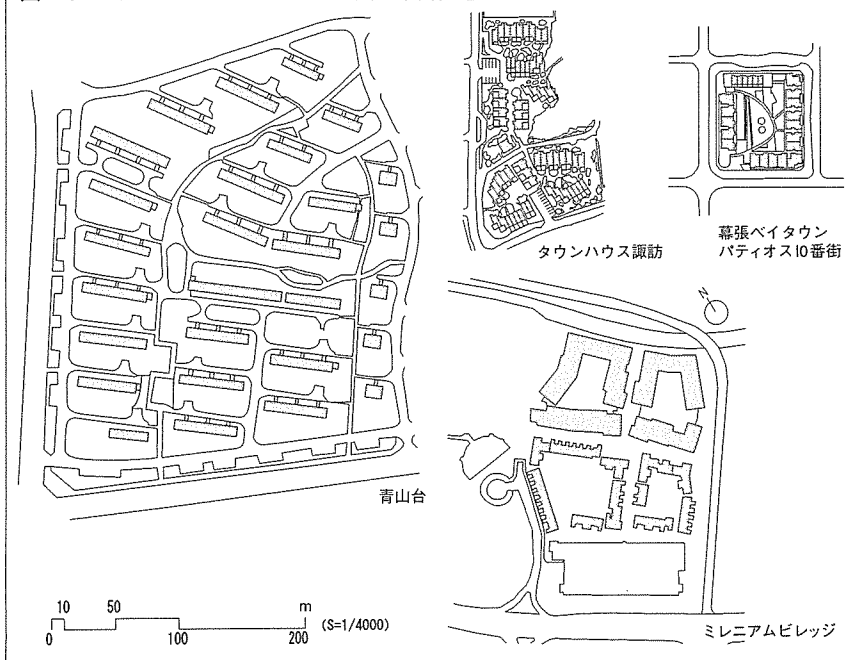 タウンハウス諏訪
幕張ベイタウン
パティオス10番街
N
青山台
10 50 m
0 100 200
(S=1/4000)
ミレニアムビレッジ